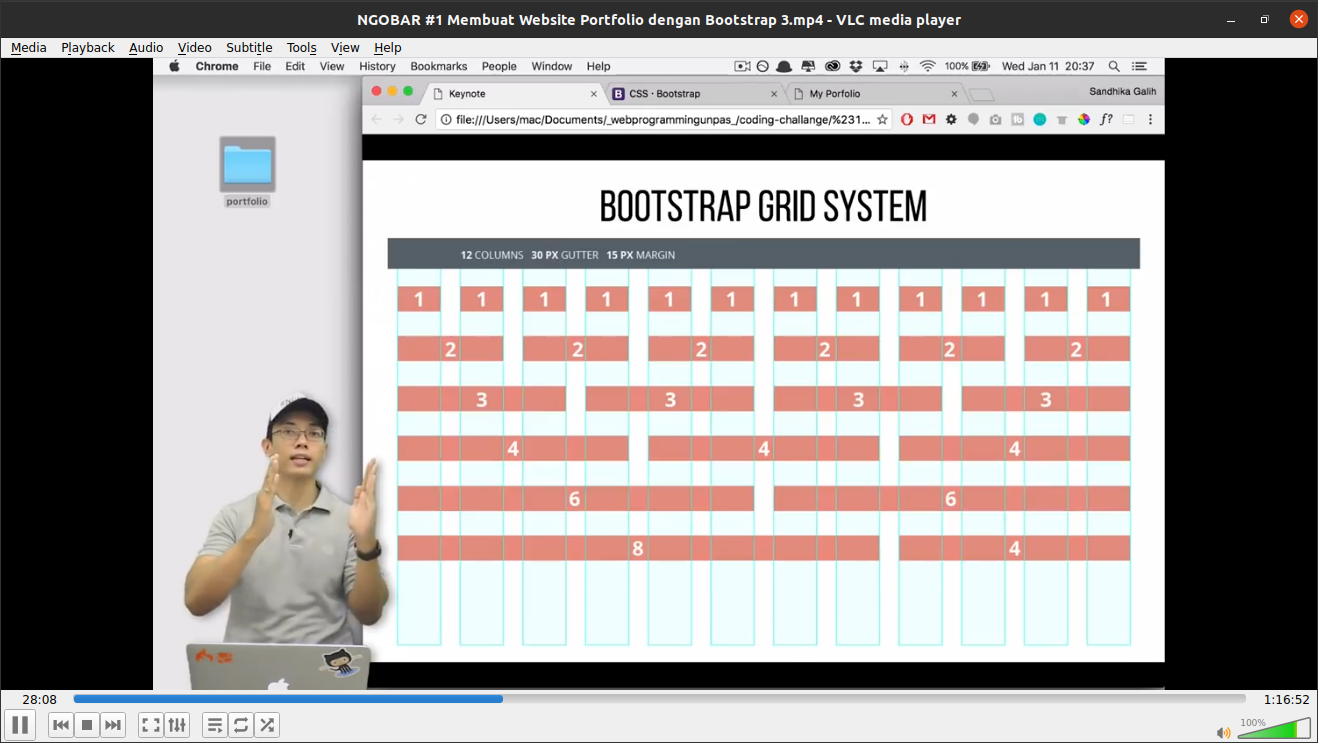 NGOBAR #1 Membuat Website Portfolio dengan Bootstrap 3.mp4 - VLC media player
Media Playback Audio Video Subtitle Tools View Help
Chrome File Edit View History Bookmarks People Window Help 100% Wed Jan 11 20:37
Keynote CSS · Bootstrap My Porfolio Sandhika Galih
file:///Users/mac/Documents/_webprogrammingunpas_/coding-challange/%231... f?
portfolio
BOOTSTRAP GRID SYSTEM
12 COLUMNS 30 PX GUTTER 15 PX MARGIN
1 1 1 1 1 1 1 1 1 1 1 1
2 2 2 2 2 2
3 3 3 3
4 4 4
6 6
8 4
28:08 1:16:52
100%